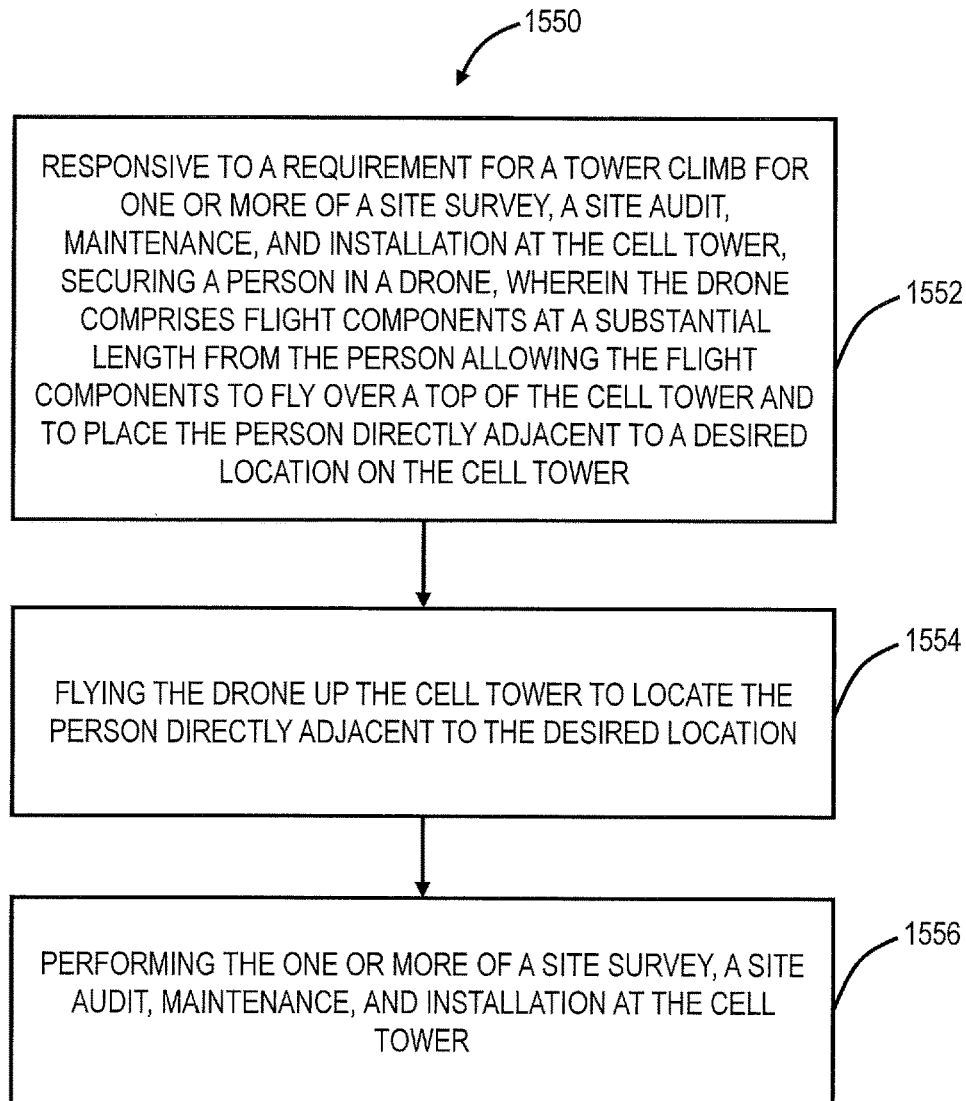 1550
RESPONSIVE TO A REQUIREMENT FOR A TOWER CLIMB FOR
ONE OR MORE OF A SITE SURVEY, A SITE AUDIT,
MAINTENANCE, AND INSTALLATION AT THE CELL TOWER,
SECURING A PERSON IN A DRONE, WHEREIN THE DRONE
COMPRISES FLIGHT COMPONENTS AT A SUBSTANTIAL
LENGTH FROM THE PERSON ALLOWING THE FLIGHT
COMPONENTS TO FLY OVER A TOP OF THE CELL TOWER AND
TO PLACE THE PERSON DIRECTLY ADJACENT TO A DESIRED
LOCATION ON THE CELL TOWER
1552
FLYING THE DRONE UP THE CELL TOWER TO LOCATE THE
PERSON DIRECTLY ADJACENT TO THE DESIRED LOCATION
1554
PERFORMING THE ONE OR MORE OF A SITE SURVEY, A SITE
AUDIT, MAINTENANCE, AND INSTALLATION AT THE CELL
TOWER
1556